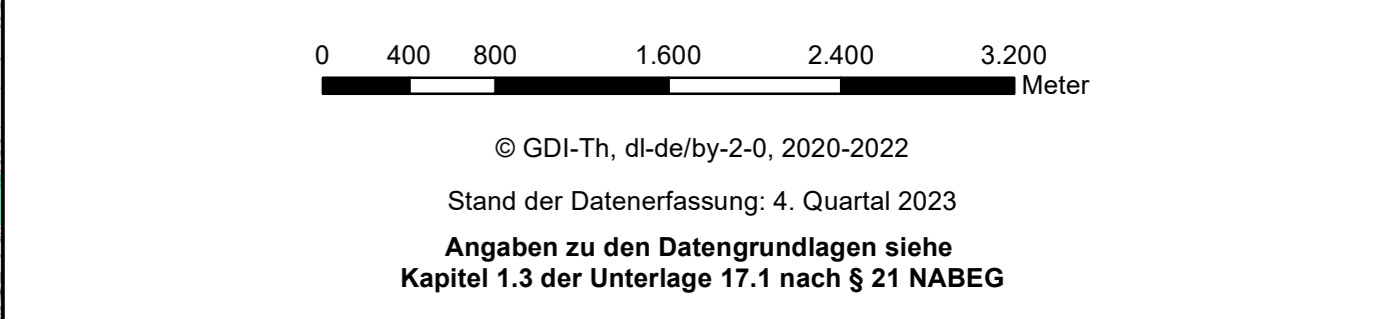 0 400 800 1.600 2.400 3.200
Meter
© GDI-Th, dl-de/by-2-0, 2020-2022
Stand der Datenerfassung: 4. Quartal 2023
Angaben zu den Datengrundlagen siehe
Kapitel 1.3 der Unterlage 17.1 nach § 21 NABEG